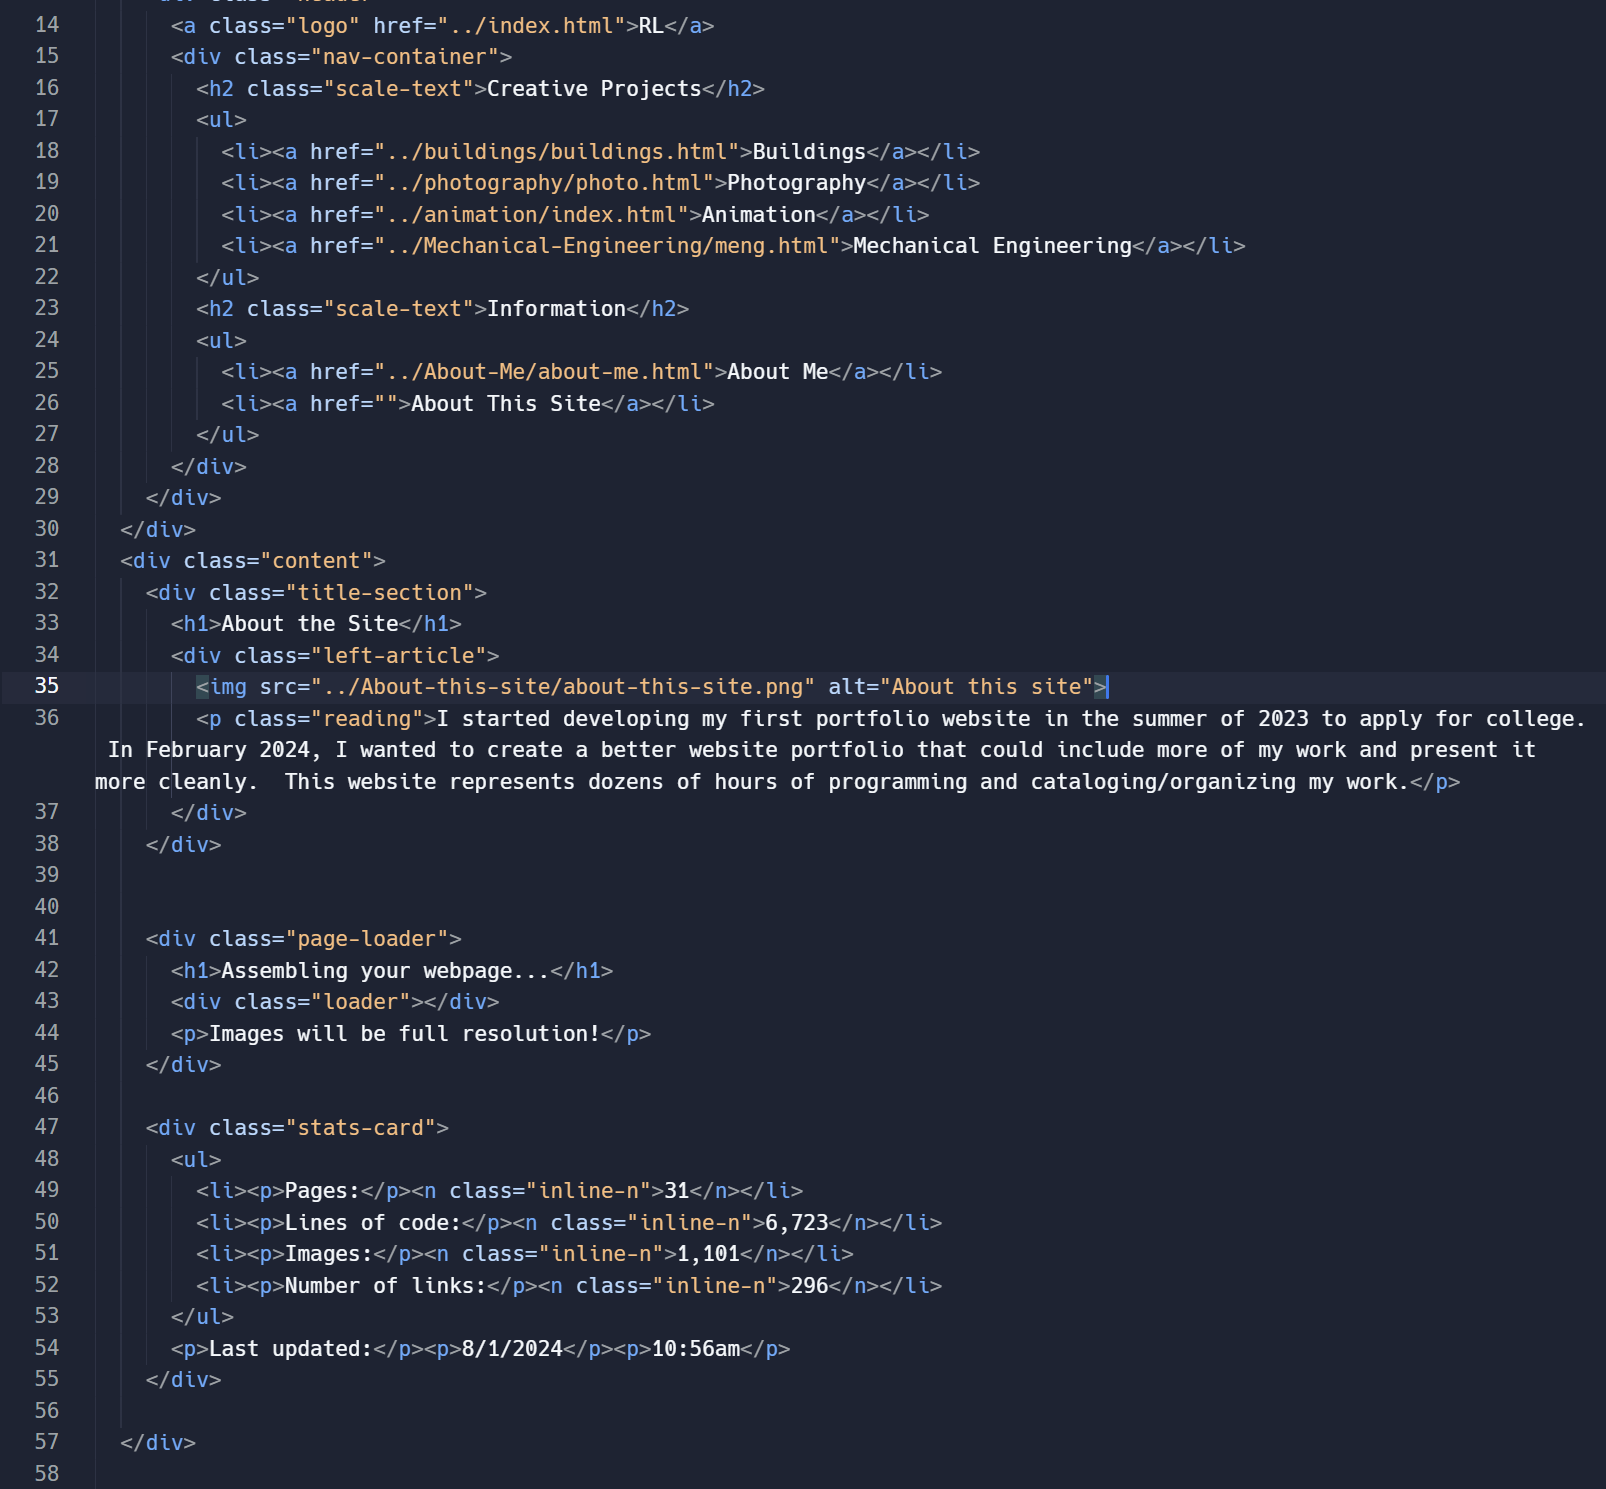 14 <a class="logo" href="../index.html">RL</a>
15 <div class="nav-container">
16 <h2 class="scale-text">Creative Projects</h2>
17 <ul>
18 <li><a href="../buildings/buildings.html">Buildings</a></li>
19 <li><a href="../photography/photo.html">Photography</a></li>
20 <li><a href="../animation/index.html">Animation</a></li>
21 <li><a href="../Mechanical-Engineering/meng.html">Mechanical Engineering</a></li>
22 </ul>
23 <h2 class="scale-text">Information</h2>
24 <ul>
25 <li><a href="../About-Me/about-me.html">About Me</a></li>
26 <li><a href="">About This Site</a></li>
27 </ul>
28 </div>
29 </div>
30 </div>
31 <div class="content">
32 <div class="title-section">
33 <h1>About the Site</h1>
34 <div class="left-article">
35 <img src="../About-this-site/about-this-site.png" alt="About this site">
36 <p class="reading">I started developing my first portfolio website in the summer of 2023 to apply for college.
In February 2024, I wanted to create a better website portfolio that could include more of my work and present it
more cleanly.  This website represents dozens of hours of programming and cataloging/organizing my work.</p>
37 </div>
38 </div>
39
40
41 <div class="page-loader">
42 <h1>Assembling your webpage...</h1>
43 <div class="loader"></div>
44 <p>Images will be full resolution!</p>
45 </div>
46
47 <div class="stats-card">
48 <ul>
49 <li><p>Pages:</p><n class="inline-n">31</n></li>
50 <li><p>Lines of code:</p><n class="inline-n">6,723</n></li>
51 <li><p>Images:</p><n class="inline-n">1,101</n></li>
52 <li><p>Number of links:</p><n class="inline-n">296</n></li>
53 </ul>
54 <p>Last updated:</p><p>8/1/2024</p><p>10:56am</p>
55 </div>
56
57 </div>
58